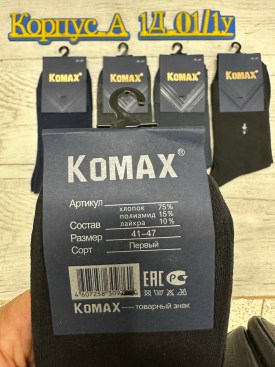 Корпус А 1Д 01/1у
KOMAX
KOMAX
KOMAX
KOMAX
KOMAX®
Артикул
хлопок 75%
полиамид 15%
Состав
лайкра 10%
Размер 41–47
Сорт Первый
EAC
KOMAX—товарный знак